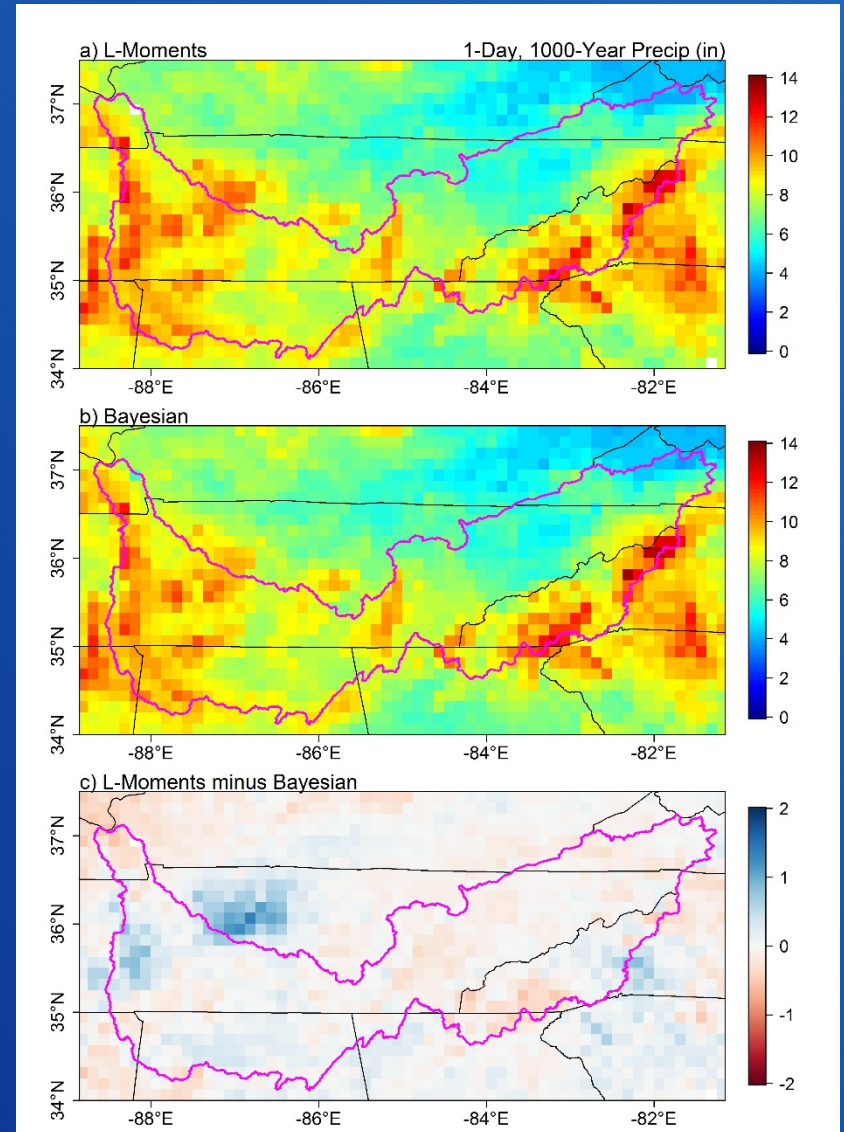 a) L-Moments 1-Day, 1000-Year Precip (in)
37°N
36°N
35°N
34°N
-88°E -86°E -84°E -82°E
14
12
10
8
6
4
2
0
b) Bayesian
37°N
36°N
35°N
34°N
-88°E -86°E -84°E -82°E
14
12
10
8
6
4
2
0
c) L-Moments minus Bayesian
37°N
36°N
35°N
34°N
-88°E -86°E -84°E -82°E
2
1
0
-1
-2